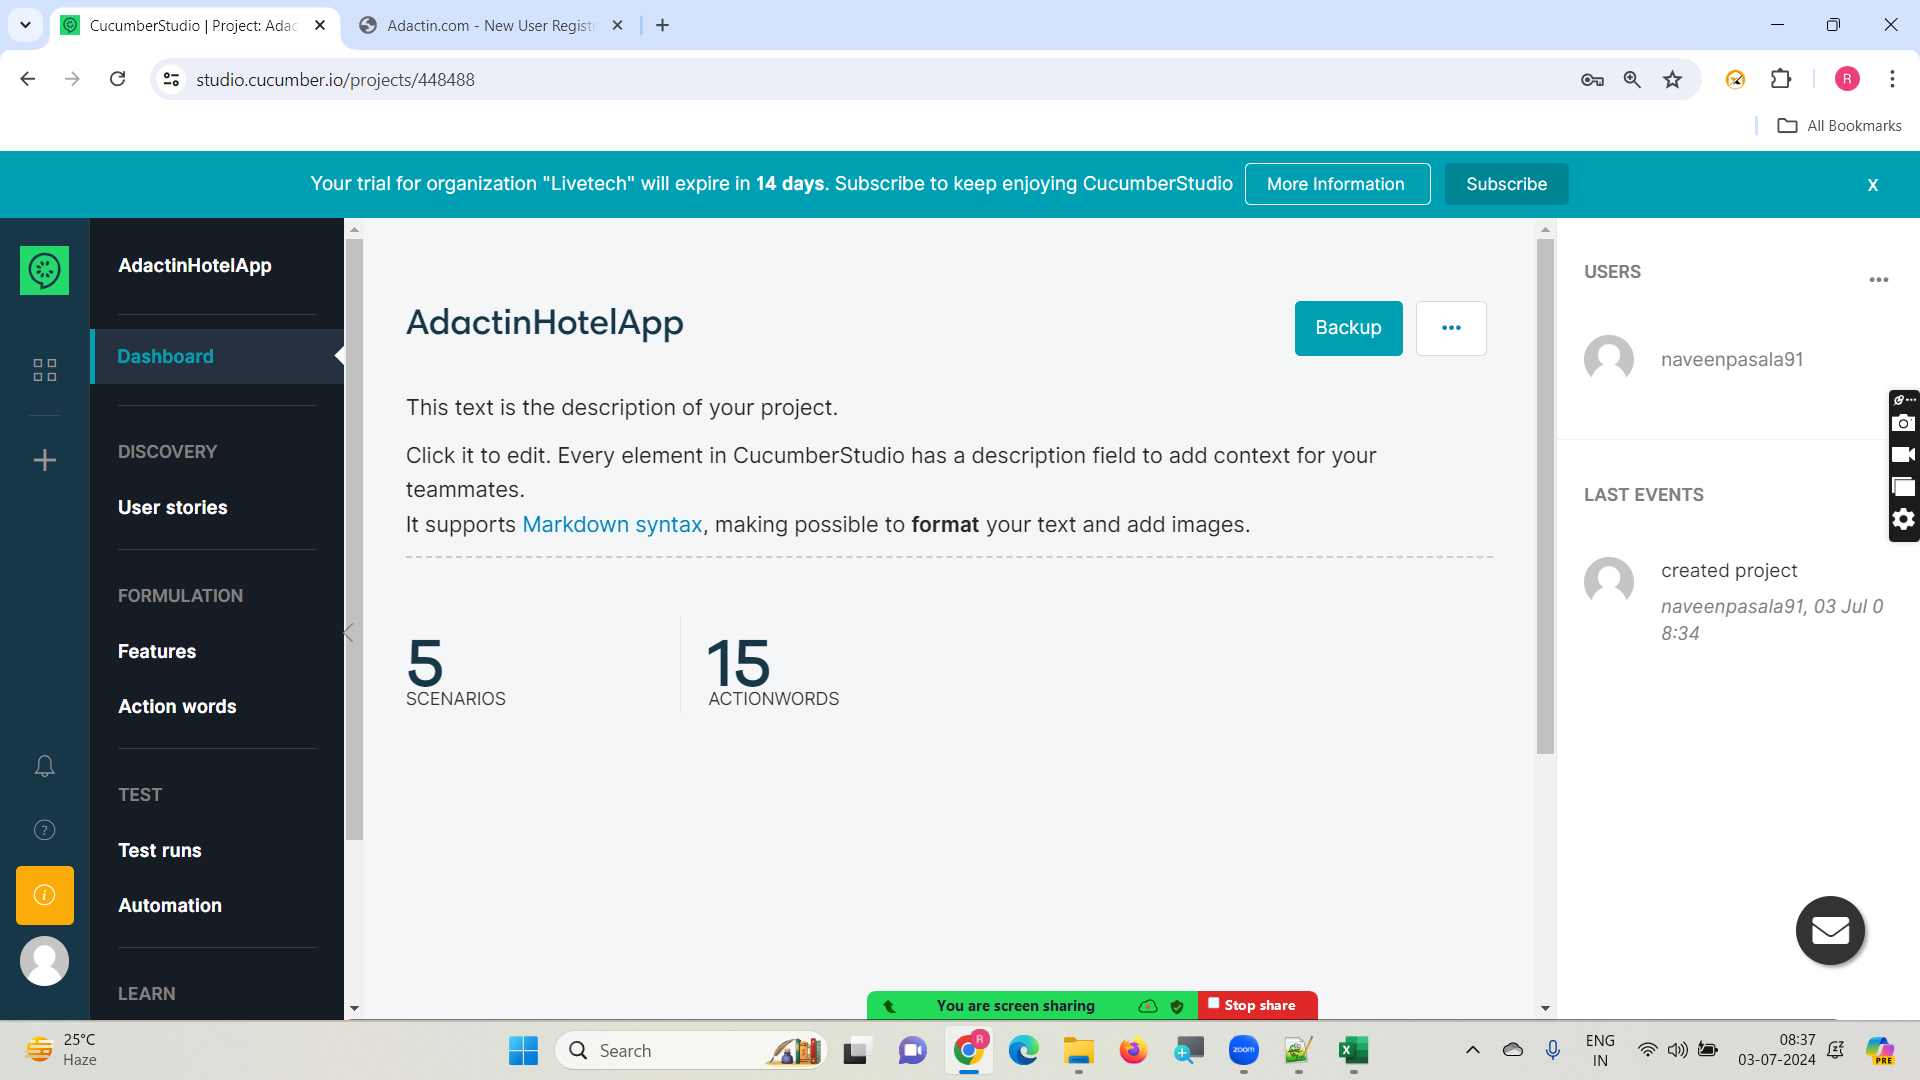 CucumberStudio | Project: Adac
Adactin.com - New User Registr
studio.cucumber.io/projects/448488
R
All Bookmarks
Your trial for organization "Livetech" will expire in 14 days. Subscribe to keep enjoying CucumberStudio
More Information
Subscribe
X
AdactinHotelApp
Dashboard
DISCOVERY
User stories
FORMULATION
Features
Action words
TEST
Test runs
Automation
LEARN
AdactinHotelApp
Backup
This text is the description of your project.
Click it to edit. Every element in CucumberStudio has a description field to add context for your
teammates.
It supports Markdown syntax, making possible to format your text and add images.
5
SCENARIOS
15
ACTIONWORDS
USERS
naveenpasala91
LAST EVENTS
created project
naveenpasala91, 03 Jul 0
8:34
You are screen sharing
Stop share
25°C
Haze
Search
R
zoom
ENG
IN
08:37
03-07-2024
PRE